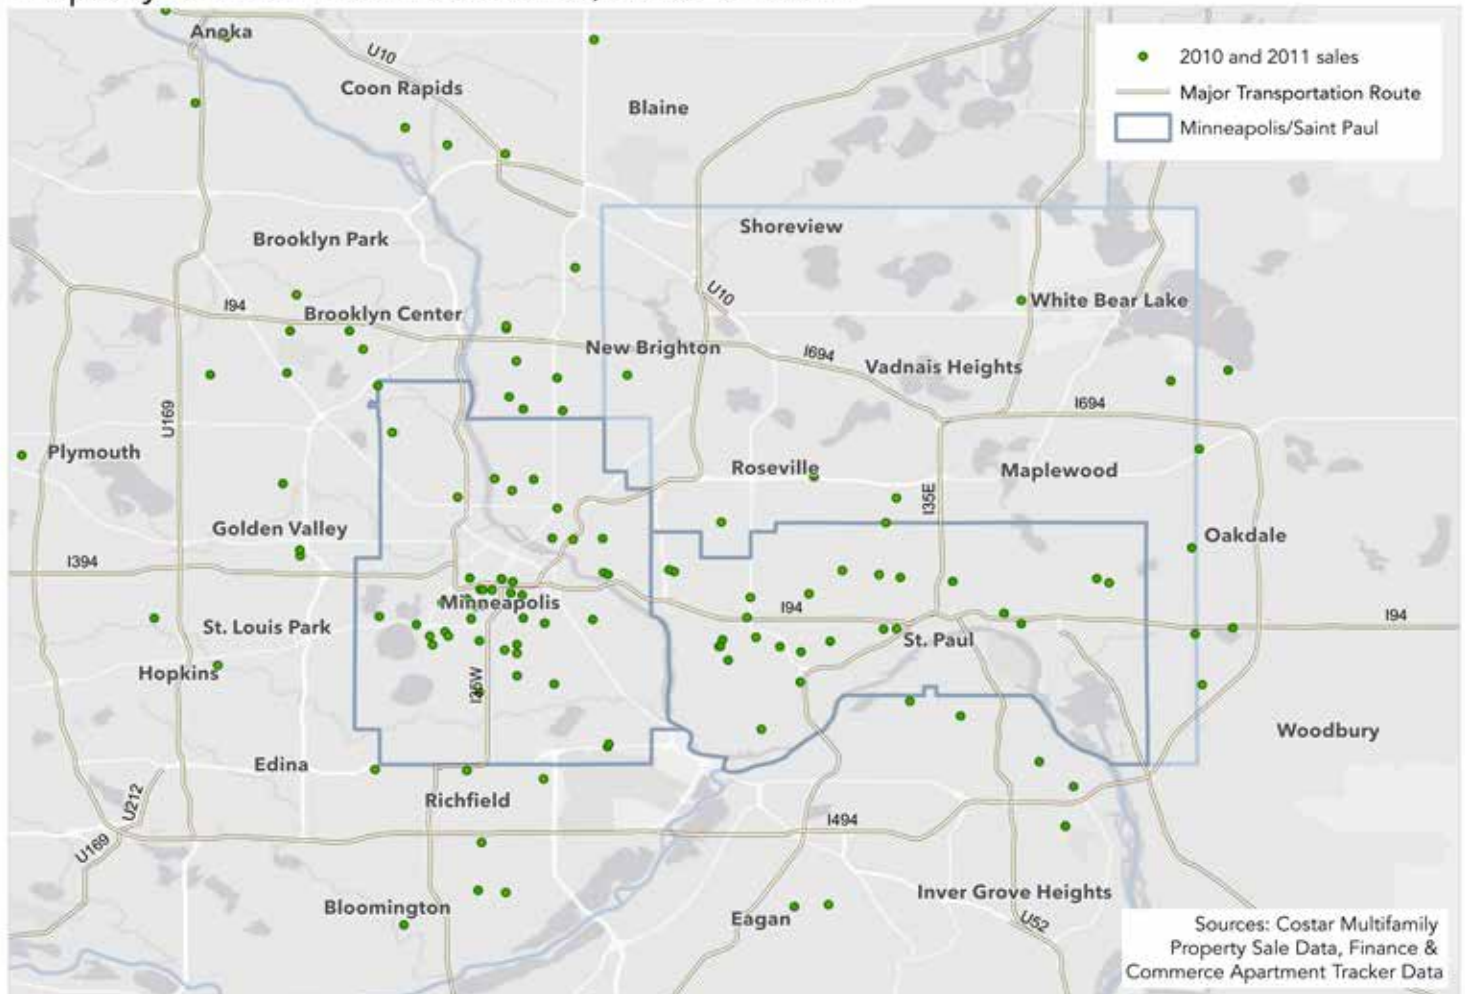 Anoka
U10
Coon Rapids
Blaine
2010 and 2011 sales
Major Transportation Route
Minneapolis/Saint Paul
Shoreview
Brooklyn Park
U10
White Bear Lake
I94
Brooklyn Center
New Brighton
I694
Vadnais Heights
I694
U169
Plymouth
Roseville
Maplewood
I35E
Golden Valley
Oakdale
I394
Minneapolis
I94
I94
St. Louis Park
St. Paul
Hopkins
I35W
Woodbury
Edina
U212
Richfield
I494
U169
Bloomington
Eagan
Inver Grove Heights
U52
Sources: Costar Multifamily
Property Sale Data, Finance &
Commerce Apartment Tracker Data